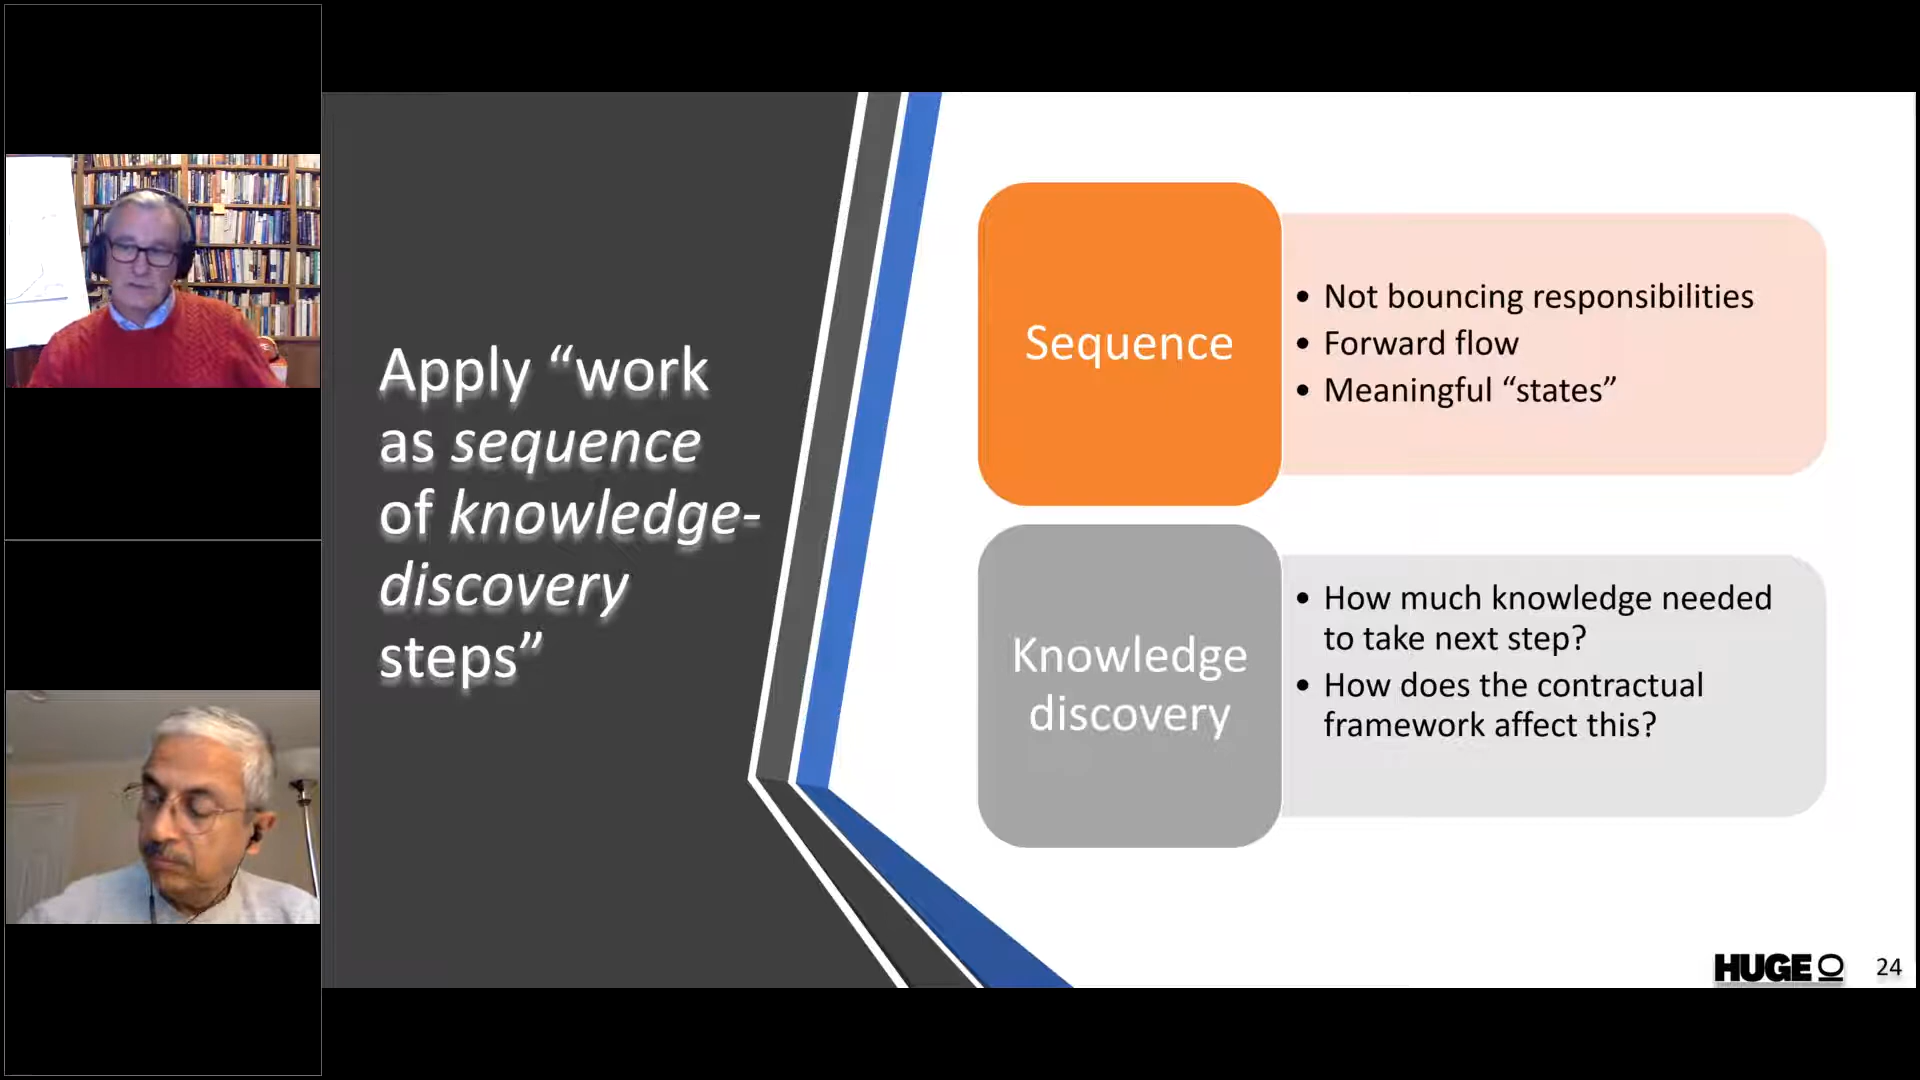 Apply “work
as sequence
of knowledge-
discovery
steps”
Sequence
• Not bouncing responsibilities
• Forward flow
• Meaningful “states”
Knowledge
discovery
• How much knowledge needed
to take next step?
• How does the contractual
framework affect this?
HUGE IO
24